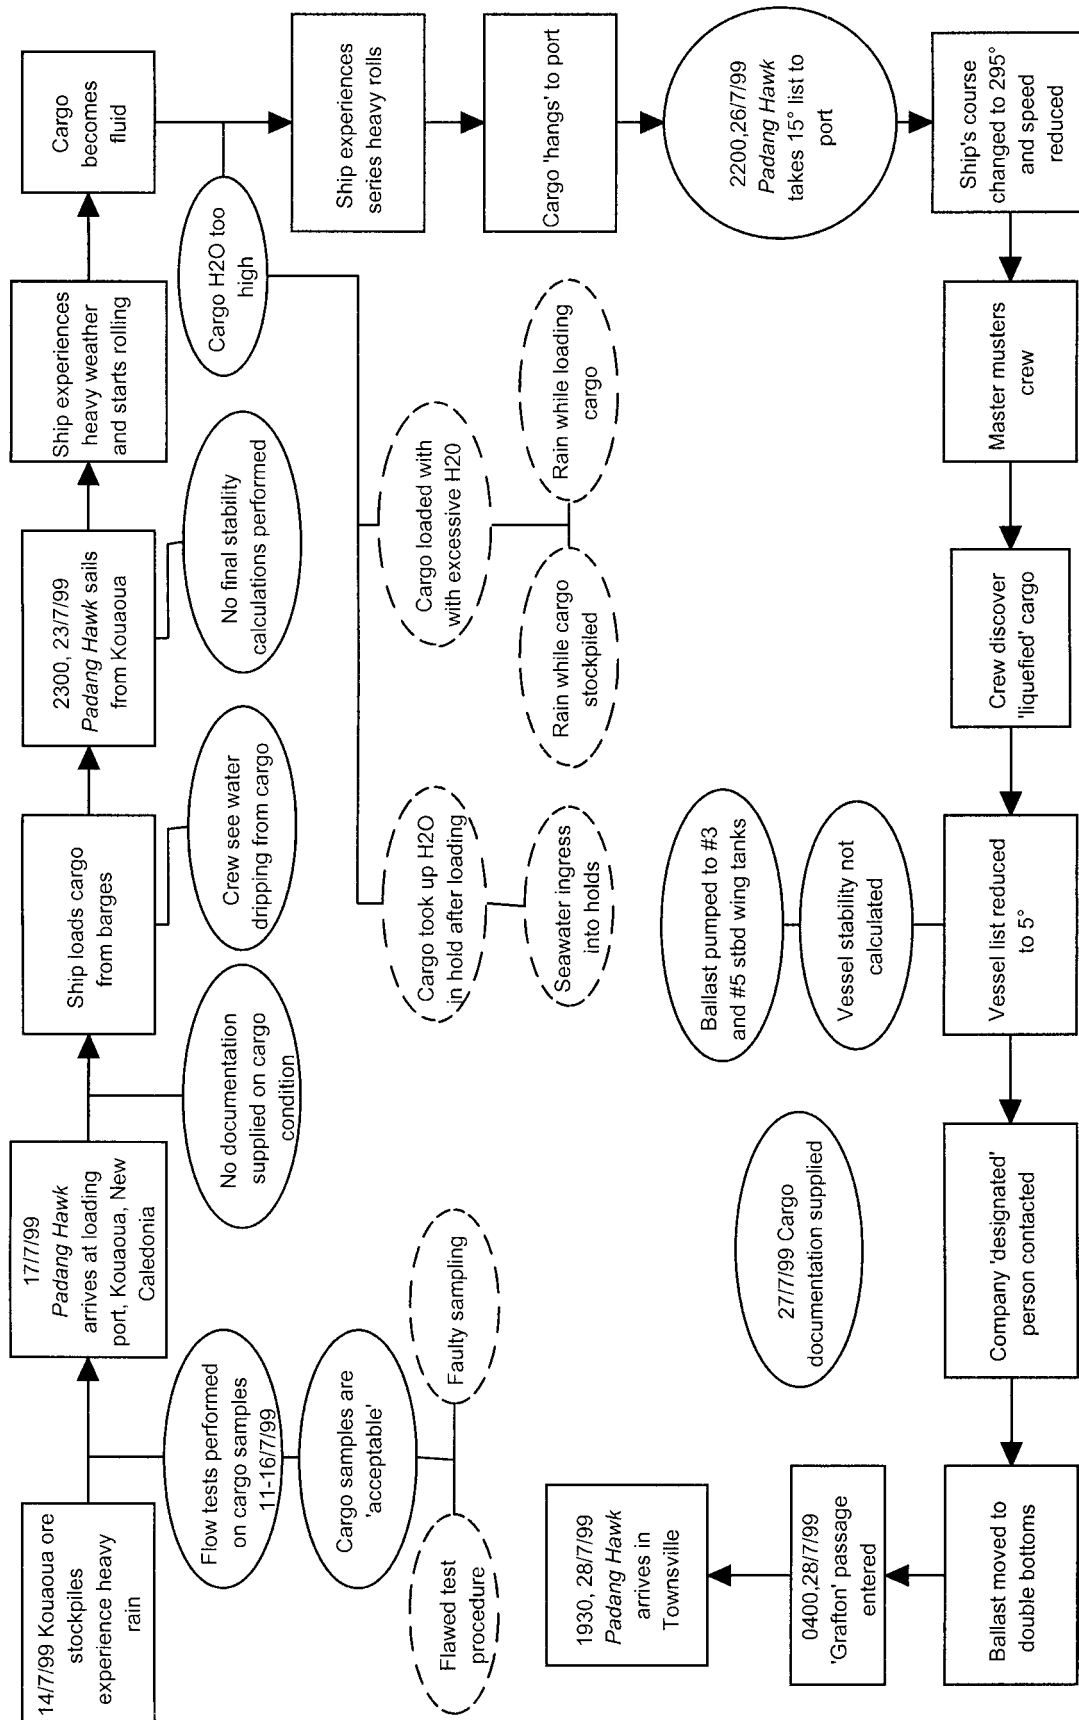 14/7/99 Kouaoua ore
stockpiles
experience heavy
rain
17/7/99
Padang Hawk
arrives at loading
port, Kouaoua, New
Caledonia
Ship loads cargo
from barges
2300, 23/7/99
Padang Hawk sails
from Kouaoua
Ship experiences
heavy weather
and starts rolling
Cargo
becomes
fluid
Flow tests performed
on cargo samples
11-16/7/99
Cargo samples are
'acceptable'
Flawed test
procedure
Faulty sampling
No documentation
supplied on cargo
condition
Crew see water
dripping from cargo
No final stability
calculations performed
Cargo H2O too
high
Cargo took up H2O
in hold after loading
Seawater ingress
into holds
Cargo loaded
with excessive H20
Rain while cargo
stockpiled
Rain while loading
cargo
Ship experiences
series heavy rolls
Cargo 'hangs' to port
2200,26/7/99
Padang Hawk
takes 15° list to
port
Ship's course
changed to 295°
and speed
reduced
Master musters
crew
Crew discover
'liquefied' cargo
Ballast pumped to #3
and #5 stbd wing tanks
Vessel stability not
calculated
Vessel list reduced
to 5°
27/7/99 Cargo
documentation supplied
Company 'designated'
person contacted
Ballast moved to
double bottoms
0400,28/7/99
'Grafton' passage
entered
1930, 28/7/99
Padang Hawk
arrives in
Townsville